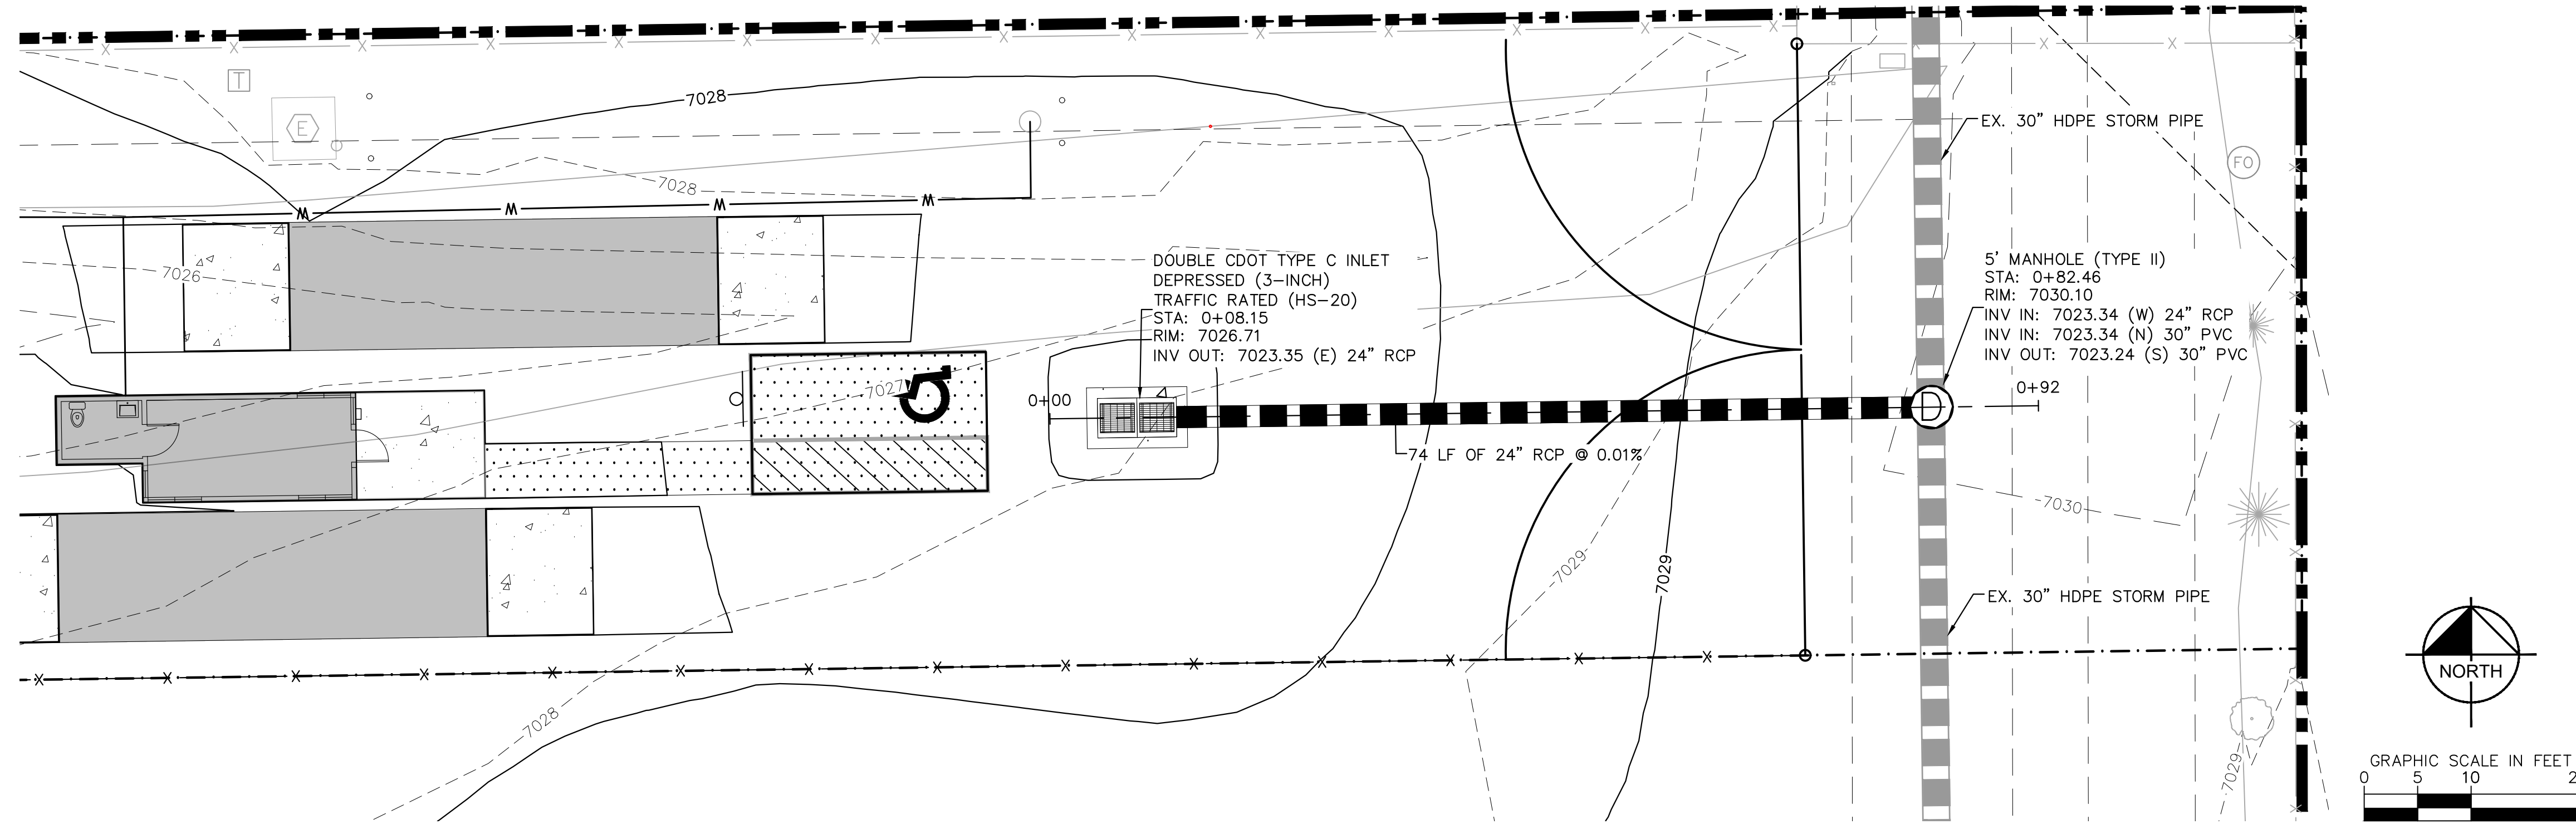 T
E
7028
7028
7026
7027
DOUBLE CDOT TYPE C INLET
DEPRESSED (3-INCH)
TRAFFIC RATED (HS-20)
STA: 0+08.15
RIM: 7026.71
INV OUT: 7023.35 (E) 24" RCP
0+00
74 LF OF 24" RCP @ 0.01%
EX. 30" HDPE STORM PIPE
FO
5' MANHOLE (TYPE II)
STA: 0+82.46
RIM: 7030.10
INV IN: 7023.34 (W) 24" RCP
INV IN: 7023.34 (N) 30" PVC
INV OUT: 7023.24 (S) 30" PVC
0+92
D
7030
7029
7029
EX. 30" HDPE STORM PIPE
7028
7029
NORTH
GRAPHIC SCALE IN FEET
0 5 10 2